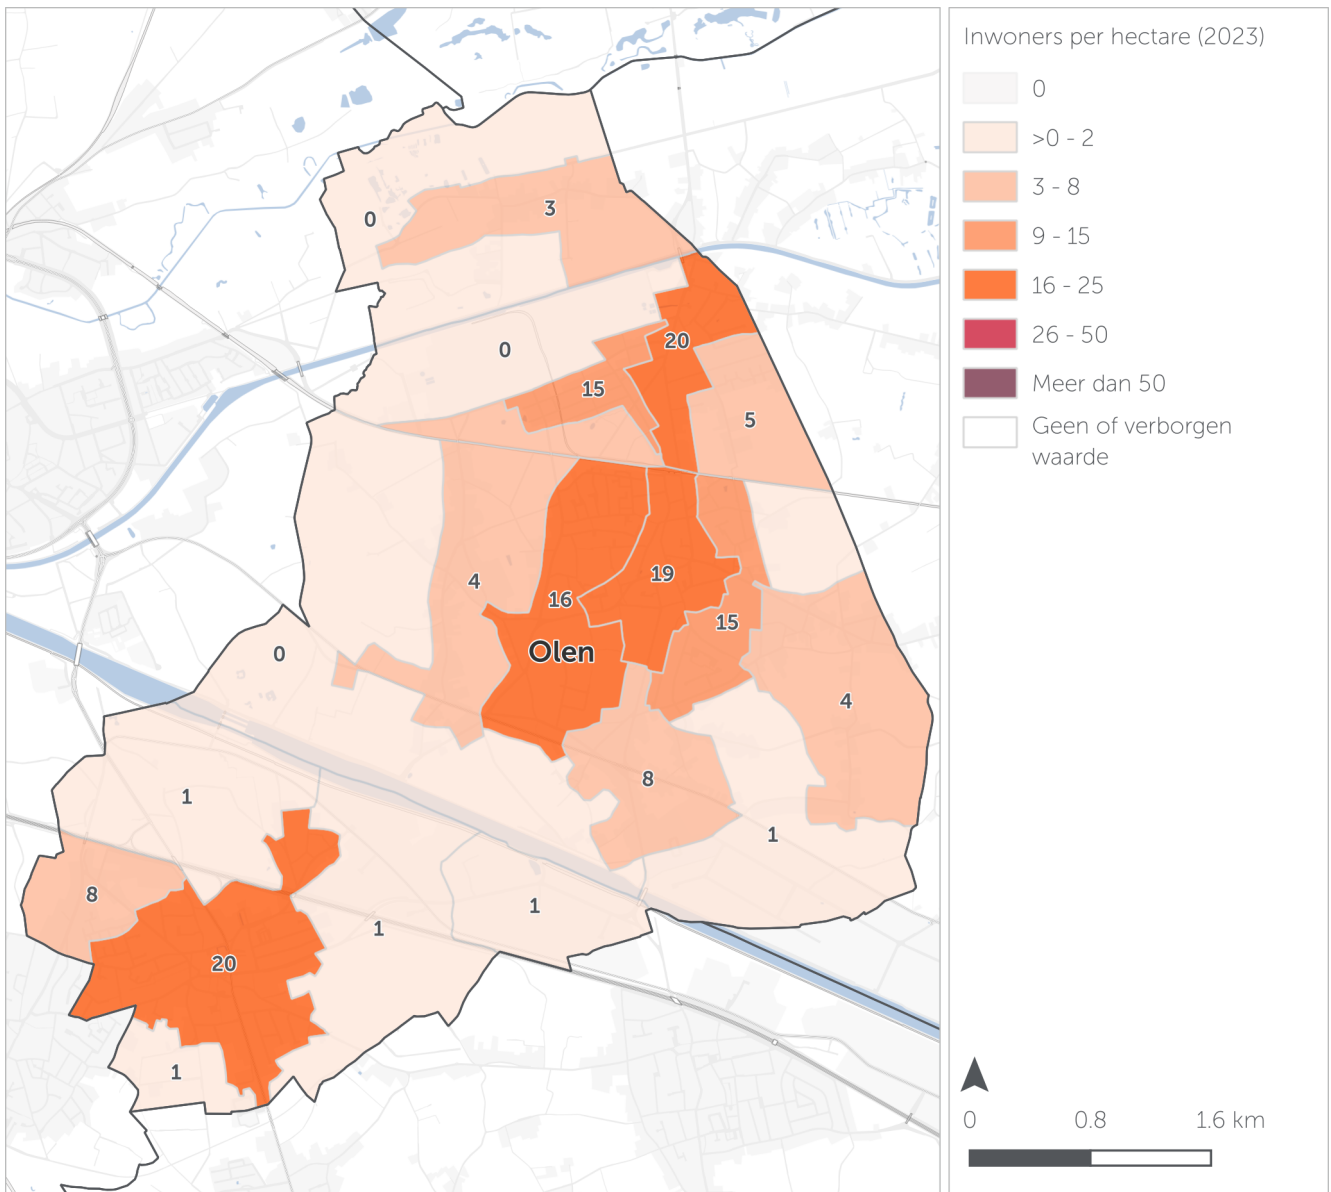 Inwoners per hectare (2023)
0
>0 - 2
3 - 8
9 - 15
16 - 25
26 - 50
Meer dan 50
Geen of verborgen
waarde
0 0.8 1.6 km
3
0
20
0
15
5
19
4
16
15
Olen
0
4
8
1
1
8
1
1
20
1